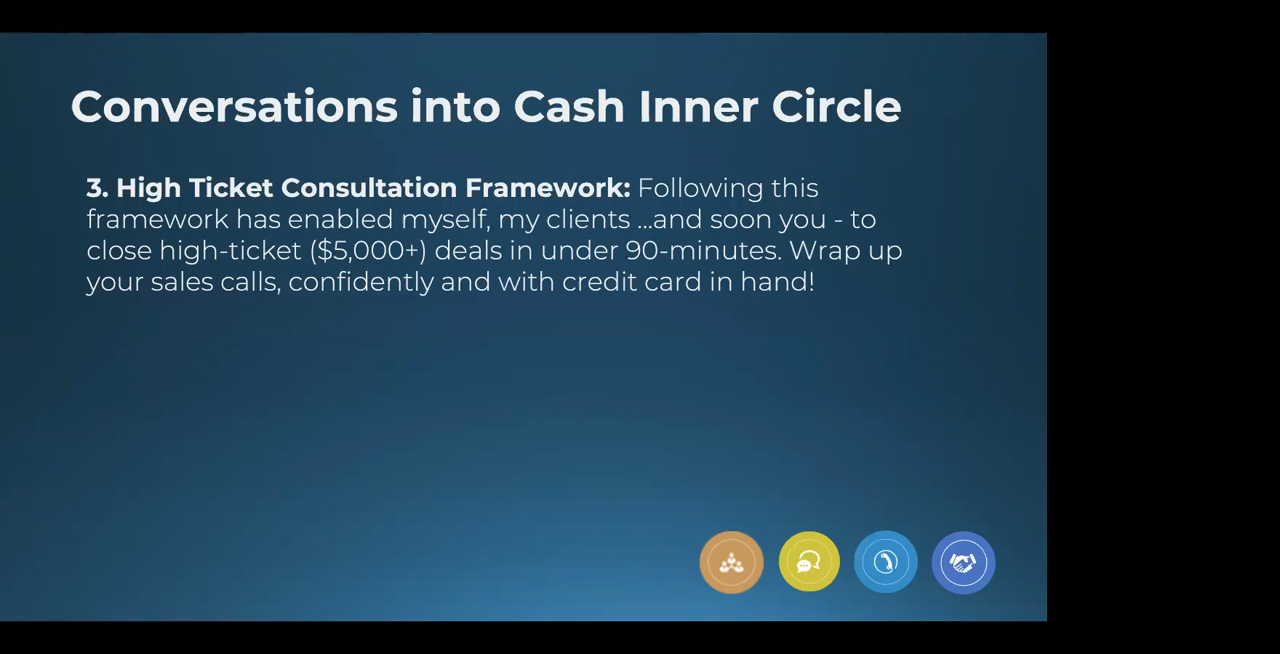 Conversations into Cash Inner Circle
3. High Ticket Consultation Framework: Following this
framework has enabled myself, my clients ...and soon you - to
close high-ticket ($5,000+) deals in under 90-minutes. Wrap up
your sales calls, confidently and with credit card in hand!